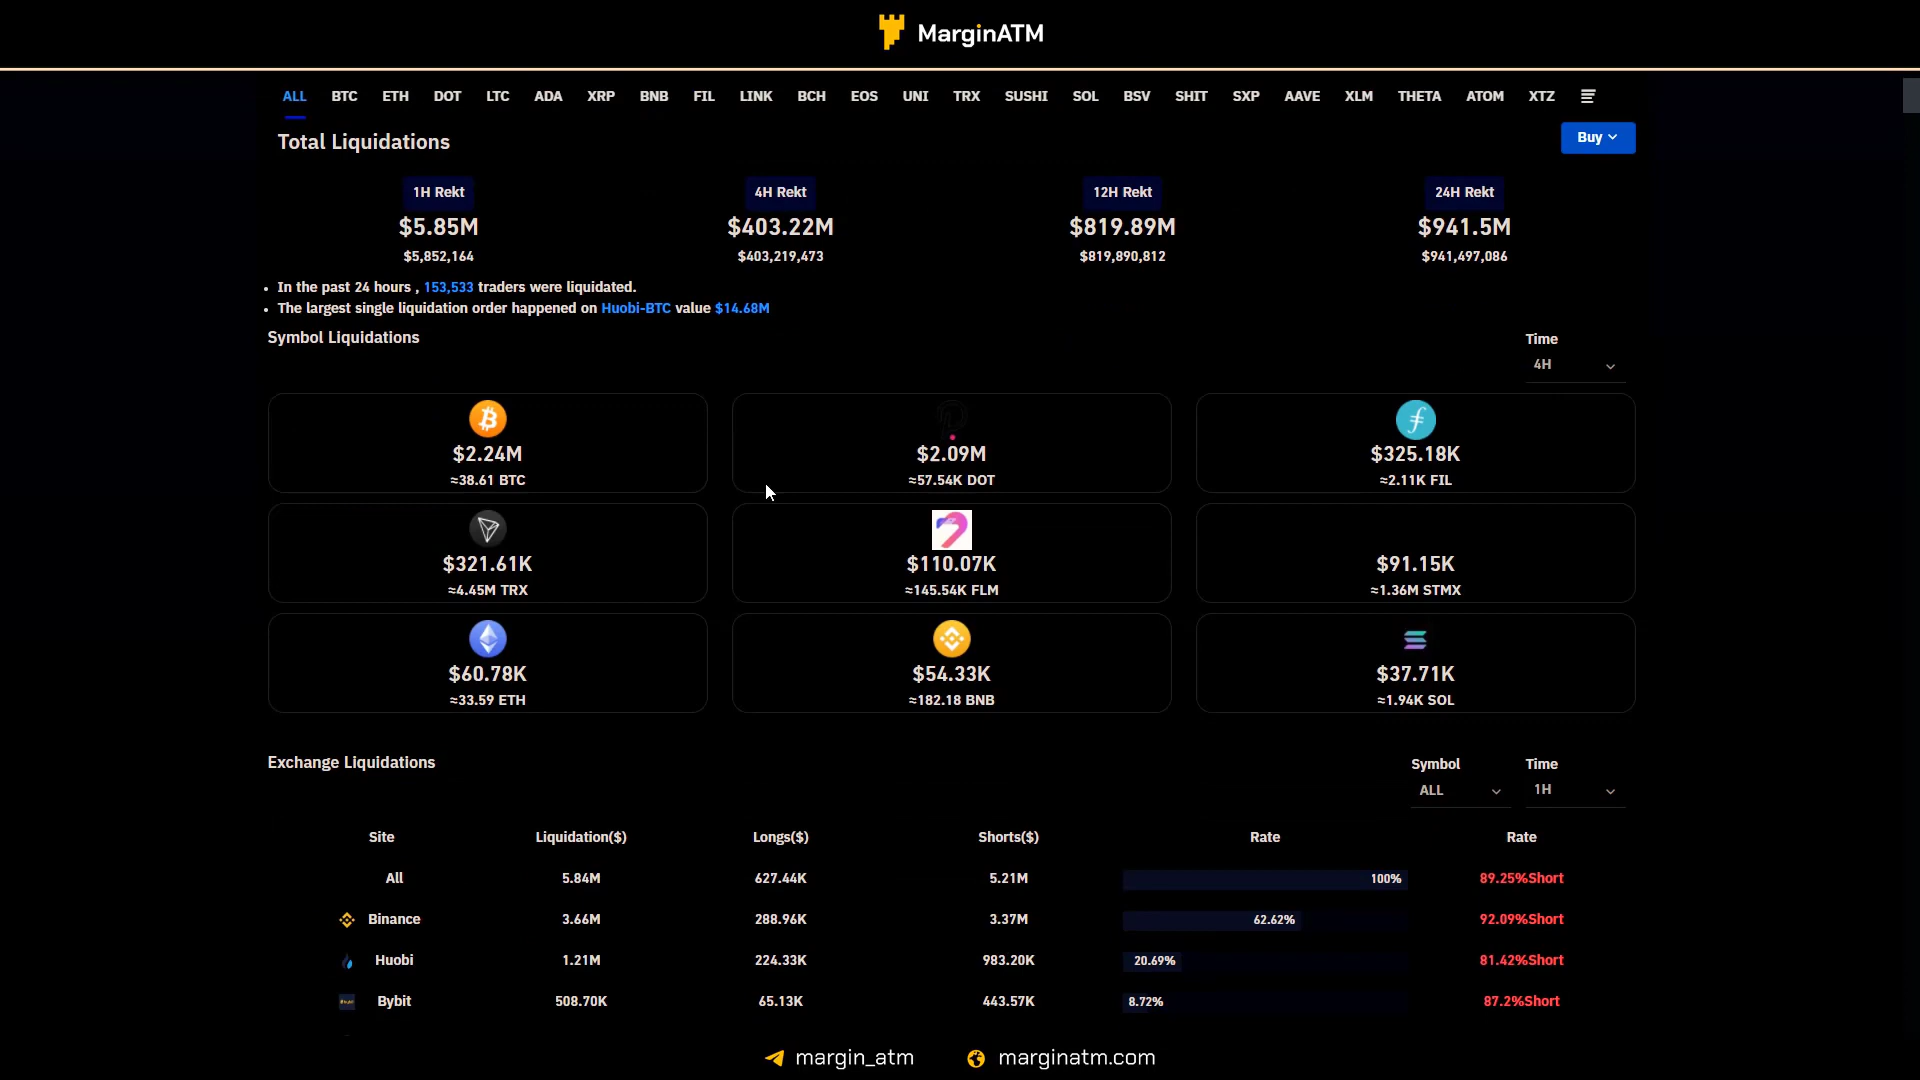 MarginATM
ALL BTC ETH DOT LTC ADA XRP BNB FIL LINK BCH EOS UNI TRX SUSHI SOL BSV SHIT SXP AAVE XLM THETA ATOM XTZ
Total Liquidations
Buy
1H Rekt 4H Rekt 12H Rekt 24H Rekt
$5.85M $403.22M $819.89M $941.5M
$5,852,164 $403,219,473 $819,890,812 $941,497,086
• In the past 24 hours , 153,533 traders were liquidated.
• The largest single liquidation order happened on Huobi-BTC value $14.68M
Symbol Liquidations
Time
4H
$2.24M $2.09M $325.18K
≈38.61 BTC ≈57.54K DOT ≈2.11K FIL
$321.61K $110.07K $91.15K
≈4.45M TRX ≈145.54K FLM ≈1.36M STMX
$60.78K $54.33K $37.71K
≈33.59 ETH ≈182.18 BNB ≈1.94K SOL
Exchange Liquidations
Symbol Time
ALL 1H
Site Liquidation($) Longs($) Shorts($) Rate Rate
All 5.84M 627.44K 5.21M 100% 89.25%Short
Binance 3.66M 288.96K 3.37M 62.62% 92.09%Short
Huobi 1.21M 224.33K 983.20K 20.69% 81.42%Short
Bybit 508.70K 65.13K 443.57K 8.72% 87.2%Short
margin_atm marginatm.com